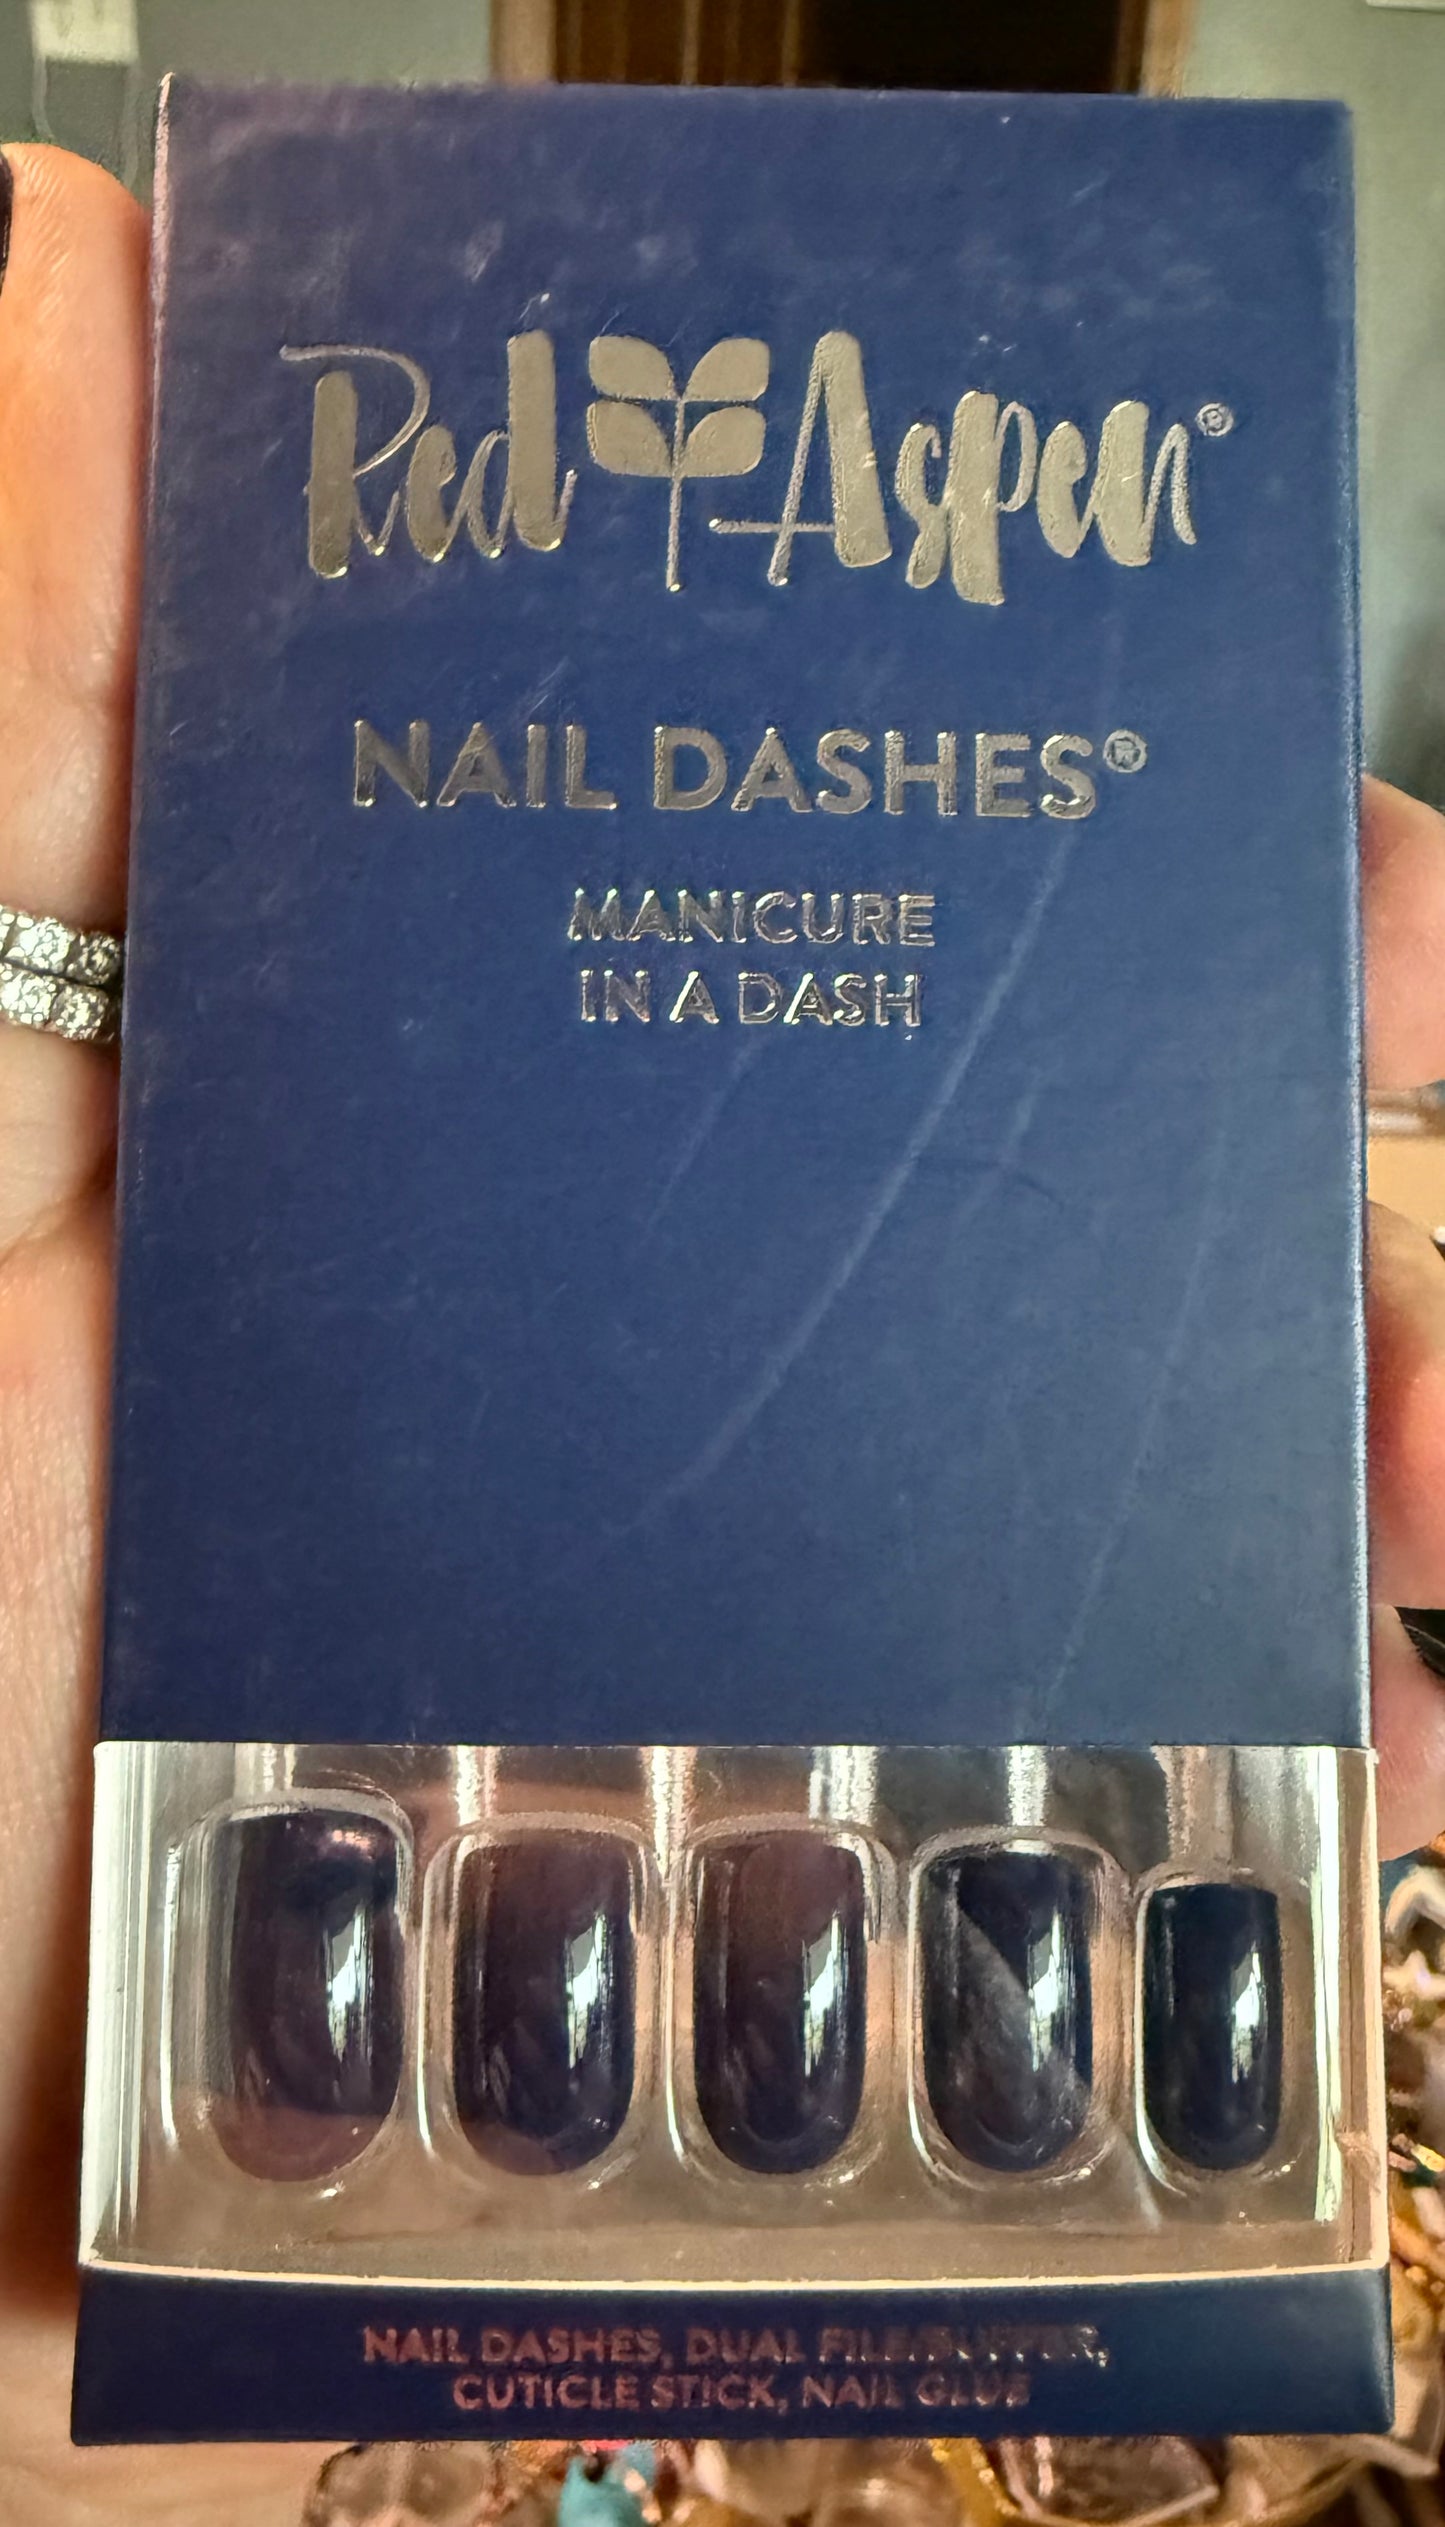 Red Aspen®
NAIL DASHES®
MANICURE
IN A DASH
NAIL DASHES, DUAL FILE/BUFFER,
CUTICLE STICK, NAIL GLUE